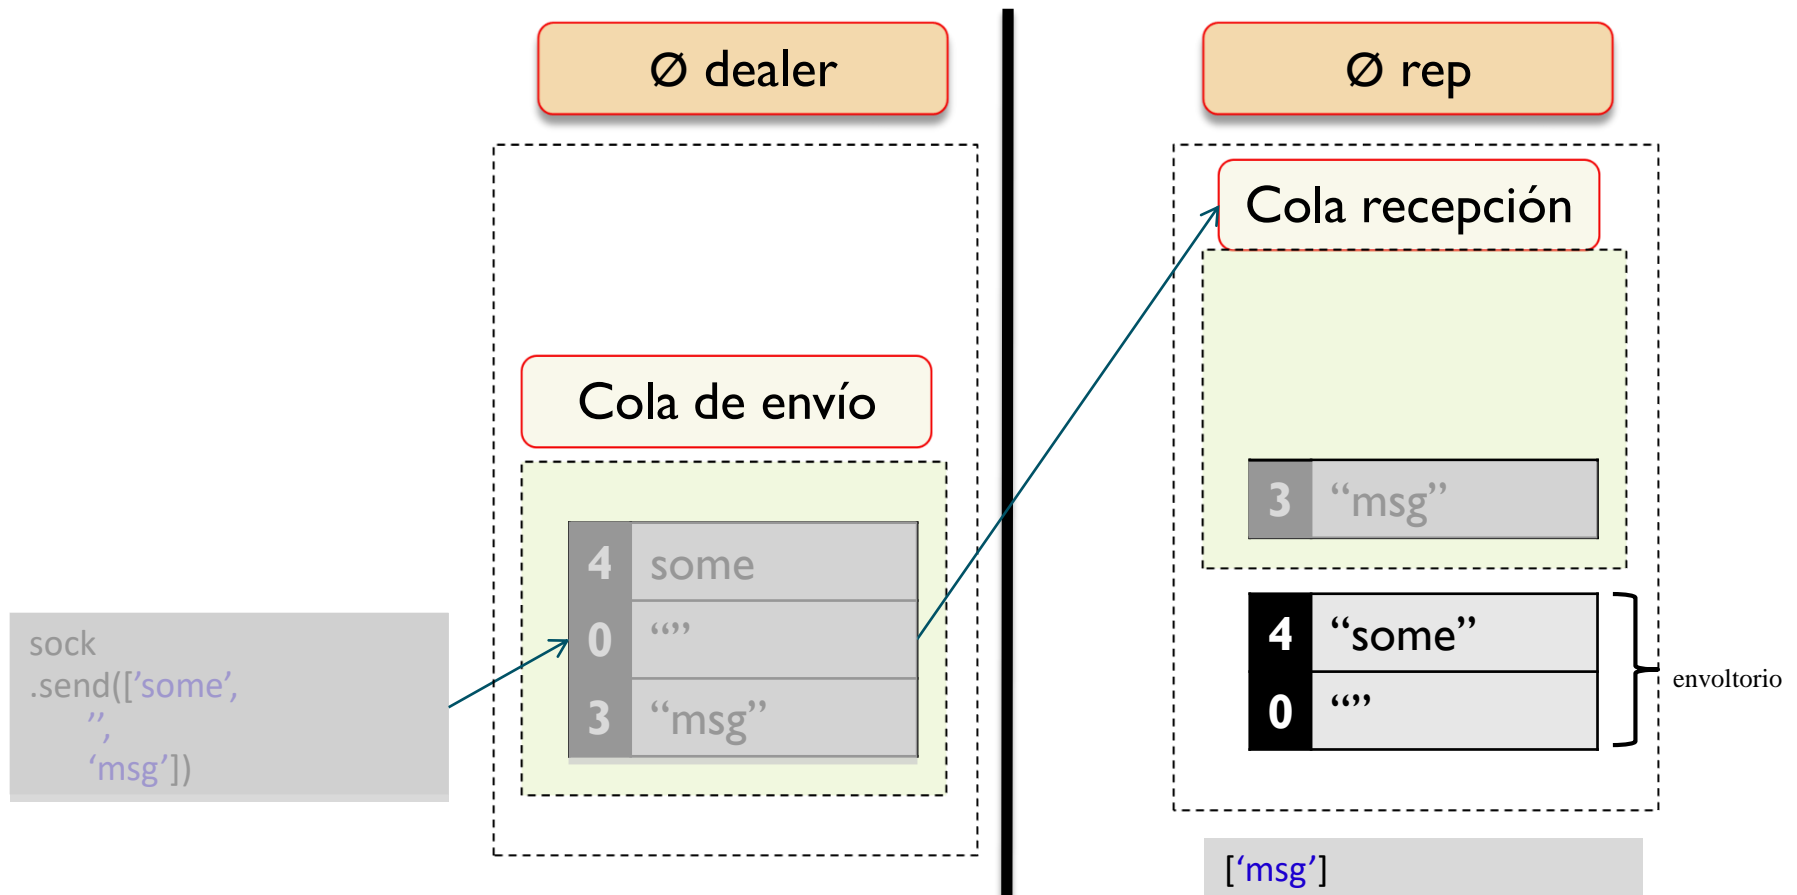 Ø dealer
Ø rep
Cola recepción
Cola de envío
3 “msg”
4 some
0 “”
3 “msg”
sock
.send(['some',
'',
‘msg’])
4 “some”
0 “”
envoltorio
[‘msg’]